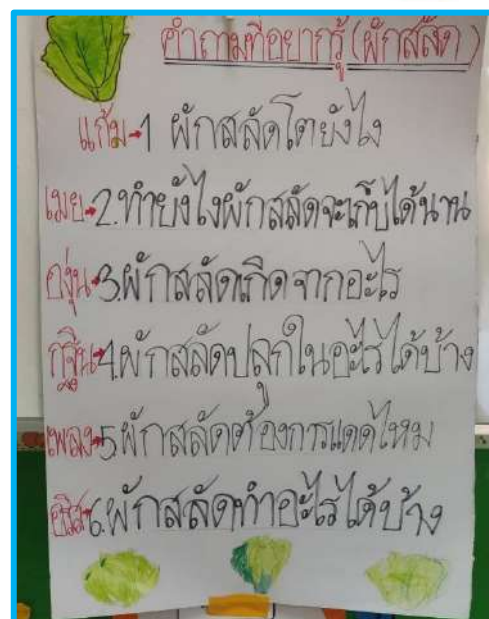 คำถามที่อยากรู้ (ผักสลัด)
แก้ม→1 ผักสลัดโตยังไง
เมย→2.ทำยังไงผักสลัดจะเก็บได้นาน
องุ่น→3.ผักสลัดเกิดจากอะไร
→4.ผักสลัดปลูกในอะไรได้บ้าง
เพลง→5ผักสลัดต้องการแดดไหม
→6.ผักสลัดทำอะไรได้บ้าง